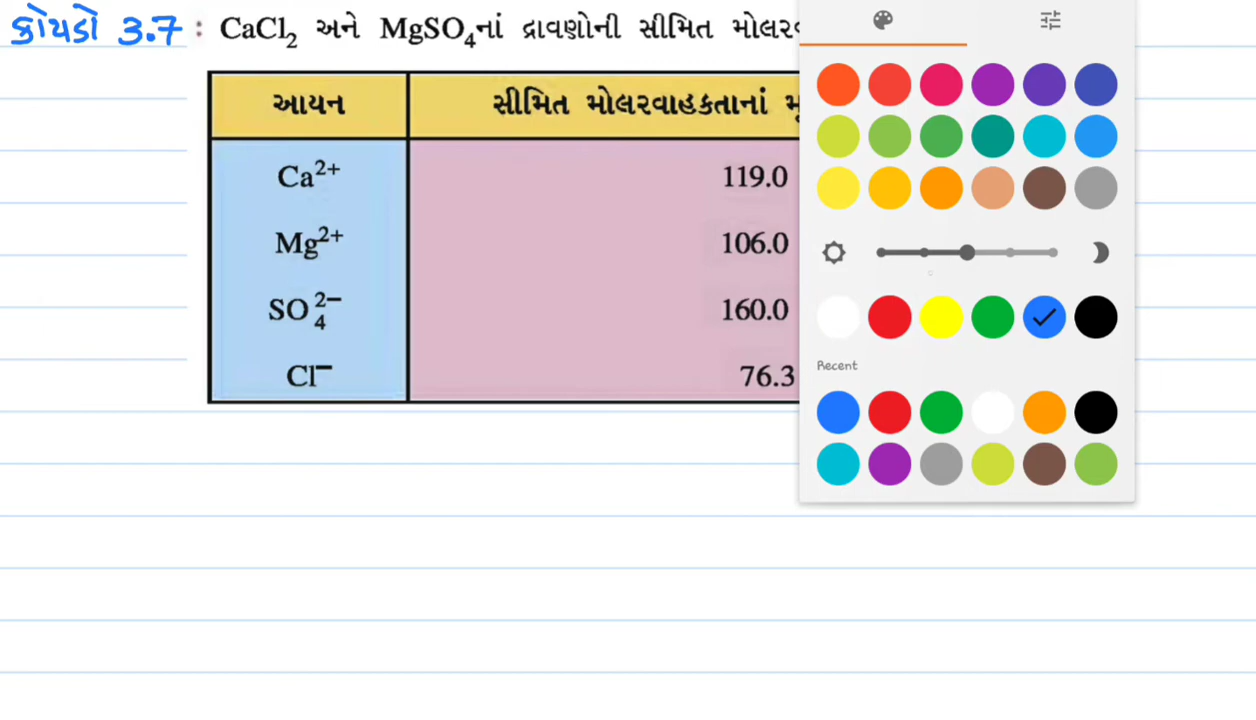 કોયડો 3.7 : CaCl₂ અને MgSO₄નાં દ્રાવણોની સીમિત
આયન સીમિત મોલરવાહકતાનાં
Ca²⁺ 119.0
Mg²⁺ 106.0
SO₄²⁻ 160.0
Cl⁻ 76.3
Recent